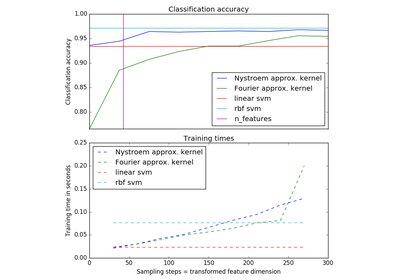 Classification accuracy
1.00
0.95
0.90
0.85
0.80
Classification accuracy
Nystroem approx. kernel
Fourier approx. kernel
linear svm
rbf svm
n_features
Training times
0.25
0.20
0.15
0.10
0.05
0.00
Training time in seconds
Nystroem approx. kernel
Fourier approx. kernel
linear svm
rbf svm
0 50 100 150 200 250 300
Sampling steps = transformed feature dimension